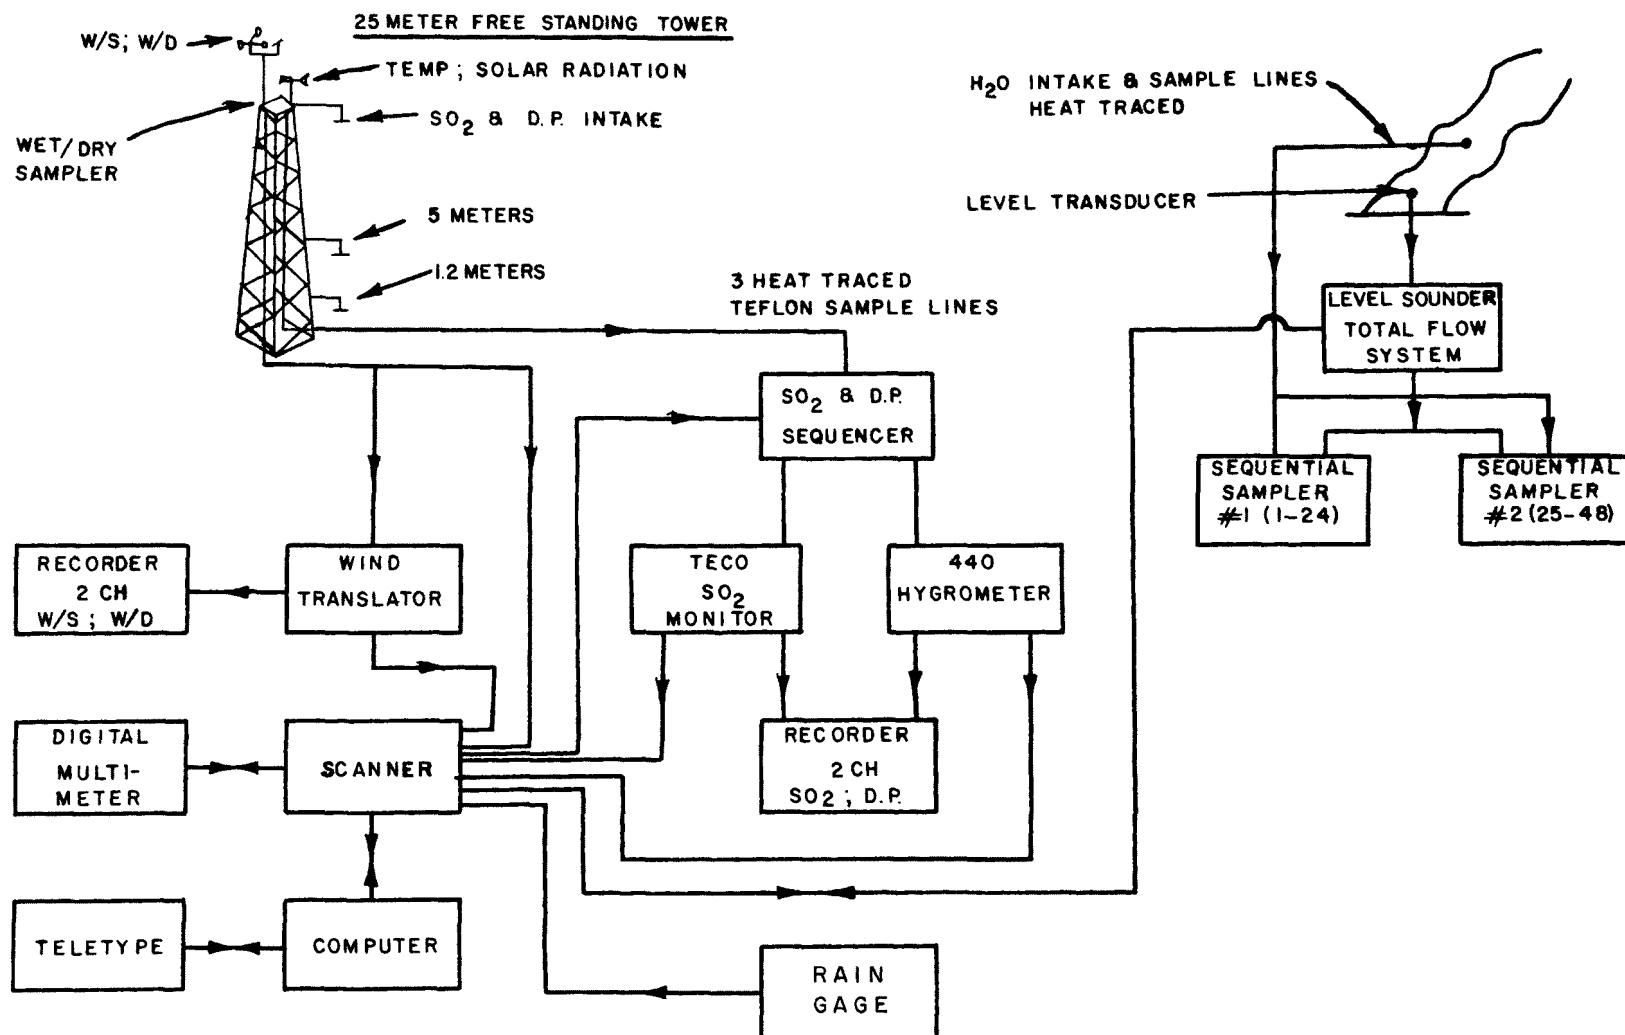 25 METER FREE STANDING TOWER
W/S; W/D
TEMP; SOLAR RADIATION
SO2 & D.P. INTAKE
WET/DRY
SAMPLER
5 METERS
1.2 METERS
3 HEAT TRACED
TEFLON SAMPLE LINES
H2O INTAKE & SAMPLE LINES
HEAT TRACED
LEVEL TRANSDUCER
LEVEL SOUNDER
TOTAL FLOW
SYSTEM
SO2 & D.P.
SEQUENCER
SEQUENTIAL
SAMPLER
#1 (1-24)
SEQUENTIAL
SAMPLER
#2 (25-48)
RECORDER
2 CH
W/S; W/D
WIND
TRANSLATOR
TECO
SO2
MONITOR
440
HYGROMETER
DIGITAL
MULTI-
METER
SCANNER
RECORDER
2 CH
SO2; D.P.
TELETYPE
COMPUTER
RAIN
GAGE